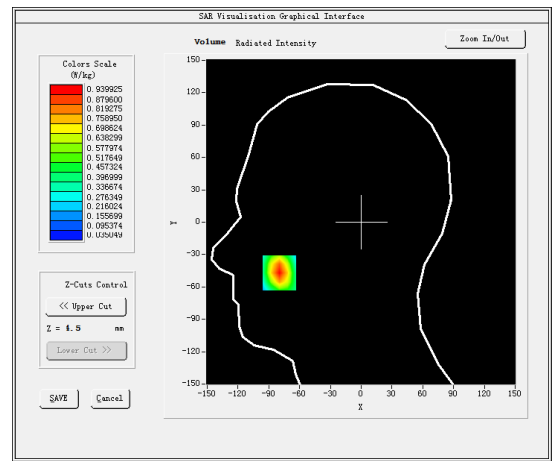 SAR Visualisation Graphical Interface
Volume Radiated Intensity
Zoom In/Out
Colors Scale
(W/kg)
0.939925
0.879600
0.819275
0.758950
0.698624
0.638299
0.577974
0.517649
0.457324
0.396999
0.336674
0.276349
0.216024
0.155699
0.095374
0.035049
Z-Cuts Control
<< Upper Cut
Z = 4.5 mm
Lower Cut >>
SAVE Cancel
Y
150
120
90
60
30
0
-30
-60
-90
-120
-150
-150 -120 -90 -60 -30 0 30 60 90 120 150
X